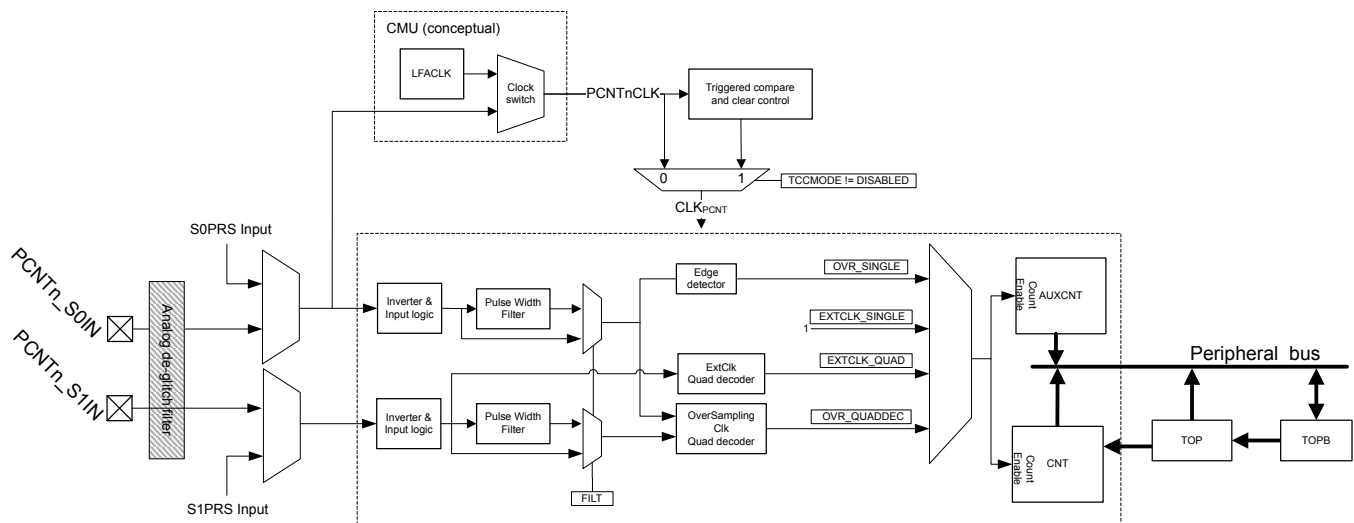 CMU (conceptual)
LFACLK
Clock
switch
PCNTnCLK
Triggered compare
and clear control
0 1
TCCMODE != DISABLED
CLKPCNT
S0PRS Input
PCNTn_S0IN
PCNTn_S1IN
Analog de-glitch filter
S1PRS Input
Inverter &
Input logic
Pulse Width
Filter
Edge
detector
OVR_SINGLE
EXTCLK_SINGLE
1
ExtClk
Quad decoder
EXTCLK_QUAD
Inverter &
Input logic
Pulse Width
Filter
OverSampling
Clk
Quad decoder
OVR_QUADDEC
FILT
Count
Enable
AUXCNT
Peripheral bus
Count
Enable
CNT
TOP
TOPB